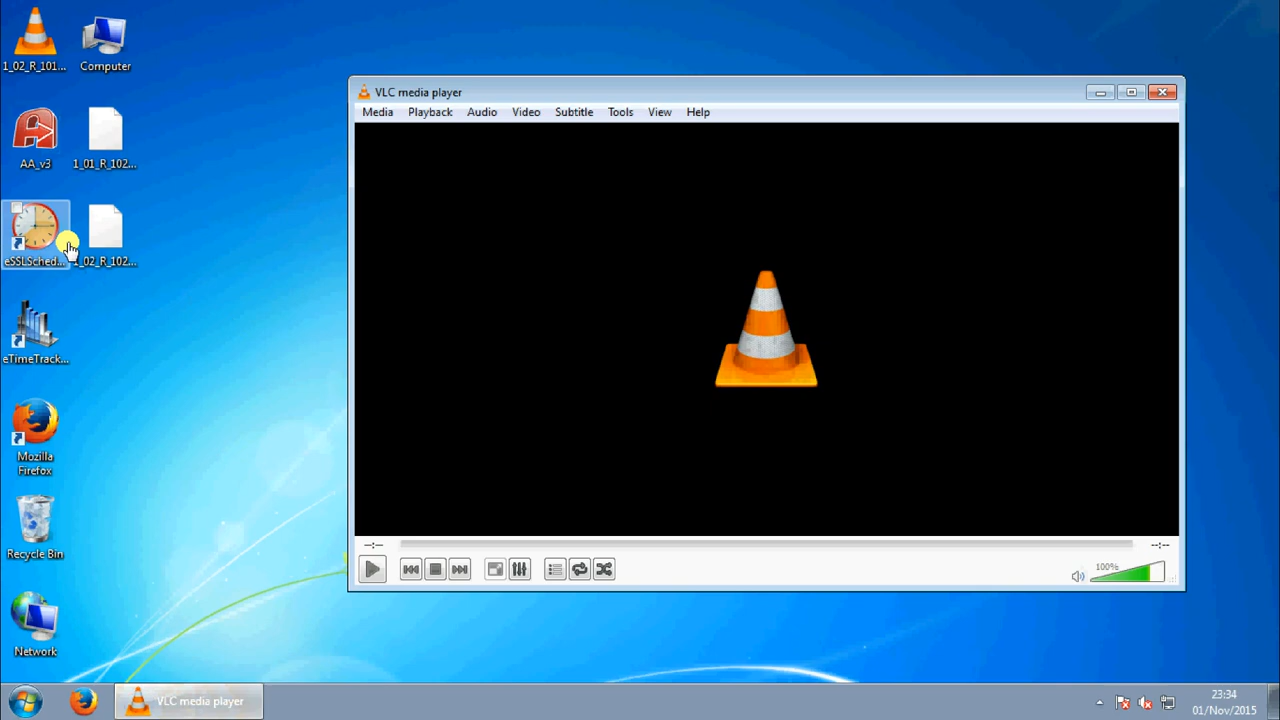 1_02_R_101...
Computer
AA_v3
1_01_R_102...
eSSLSched...
1_02_R_102...
eTimeTrack...
Mozilla
Firefox
Recycle Bin
Network
VLC media player
Media Playback Audio Video Subtitle Tools View Help
--:--
--:--
100%
VLC media player
23:34
01/Nov/2015